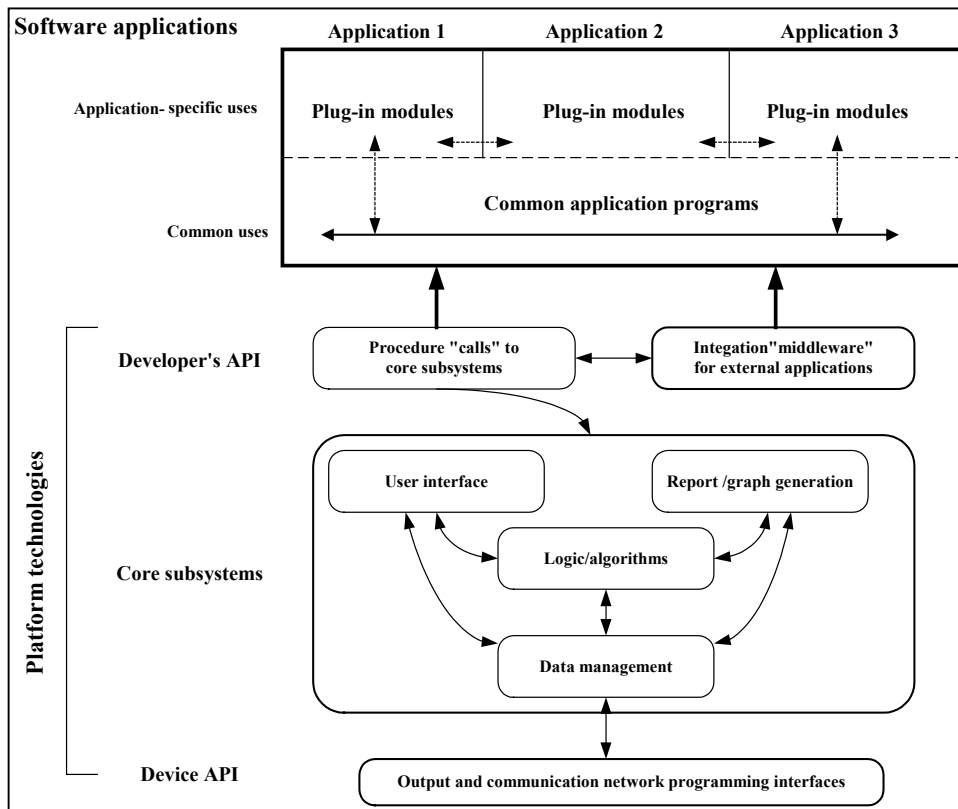 Software applications
Application 1
Application 2
Application 3
Application- specific uses
Plug-in modules
Plug-in modules
Plug-in modules
Common application programs
Common uses
Developer's API
Procedure "calls" to
core subsystems
Integation"middleware"
for external applications
Platform technologies
Core subsystems
User interface
Report /graph generation
Logic/algorithms
Data management
Device API
Output and communication network programming interfaces